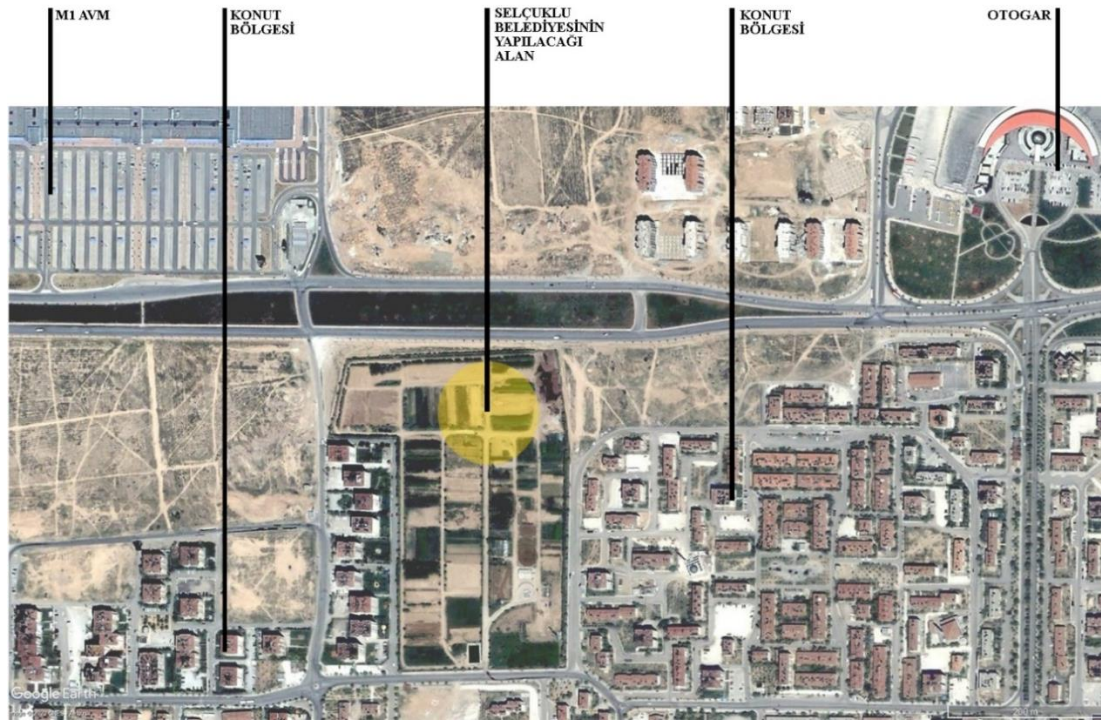 M1 AVM
KONUT
BÖLGESİ
SELÇUKLU
BELEDİYESİNİN
YAPILACAĞI
ALAN
KONUT
BÖLGESİ
OTOGAR
Google Earth